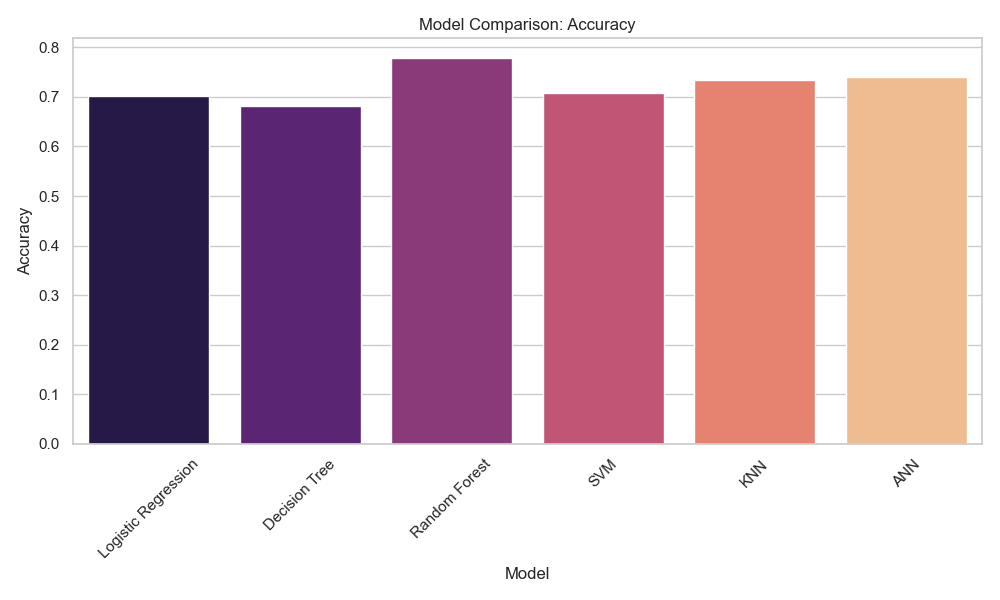 Model Comparison: Accuracy
0.8
0.7
0.6
0.5
0.4
0.3
0.2
0.1
0.0
Accuracy
Logistic Regression
Decision Tree
Random Forest
SVM
KNN
ANN
Model